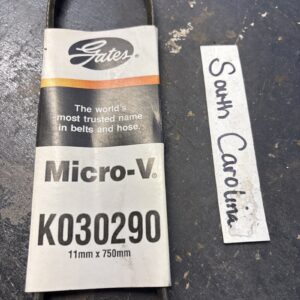 Gates
The world's
most trusted name
in belts and hose.
Micro-V®
K030290
11mm x 750mm
South Carolina